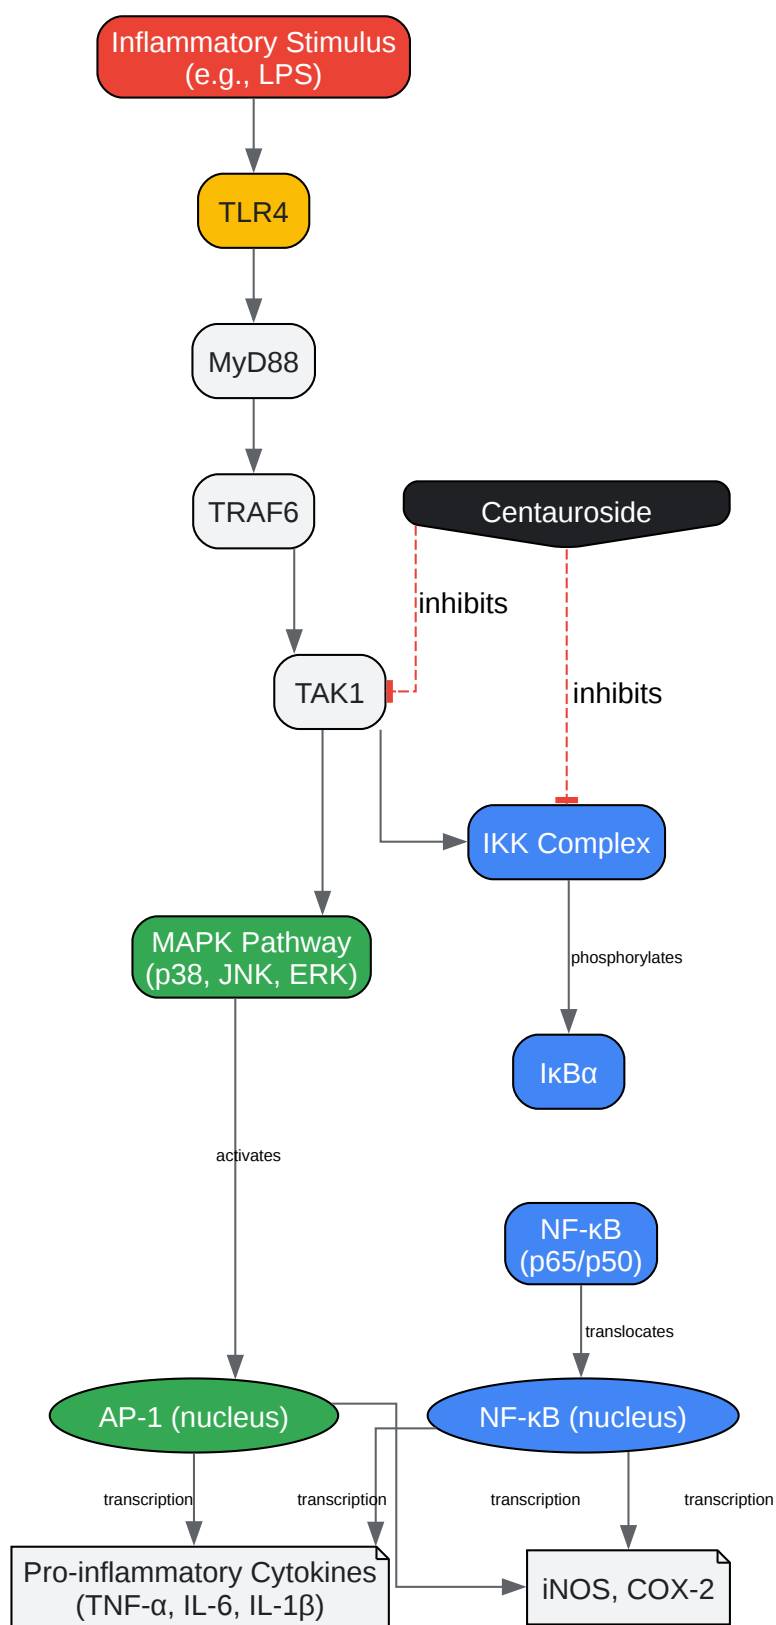 Inflammatory Stimulus
(e.g., LPS)
TLR4
MyD88
TRAF6
Centauroside
inhibits
TAK1
inhibits
IKK Complex
MAPK Pathway
(p38, JNK, ERK)
phosphorylates
IκBα
activates
NF-κB
(p65/p50)
translocates
AP-1 (nucleus)
NF-κB (nucleus)
transcription
transcription
transcription
transcription
Pro-inflammatory Cytokines
(TNF-α, IL-6, IL-1β)
iNOS, COX-2